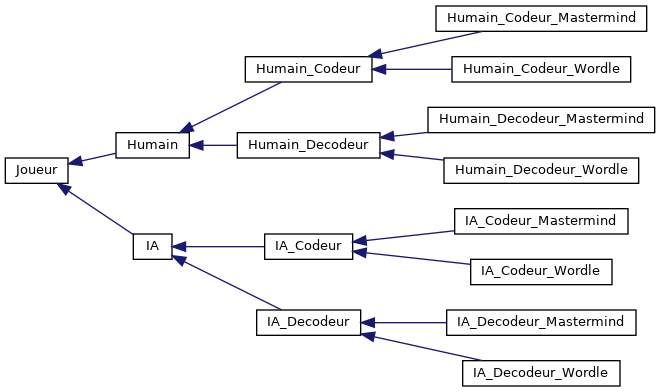 Humain_Codeur_Mastermind
Humain_Codeur
Humain_Codeur_Wordle
Humain_Decodeur_Mastermind
Humain
Humain_Decodeur
Joueur
Humain_Decodeur_Wordle
IA_Codeur_Mastermind
IA
IA_Codeur
IA_Codeur_Wordle
IA_Decodeur
IA_Decodeur_Mastermind
IA_Decodeur_Wordle